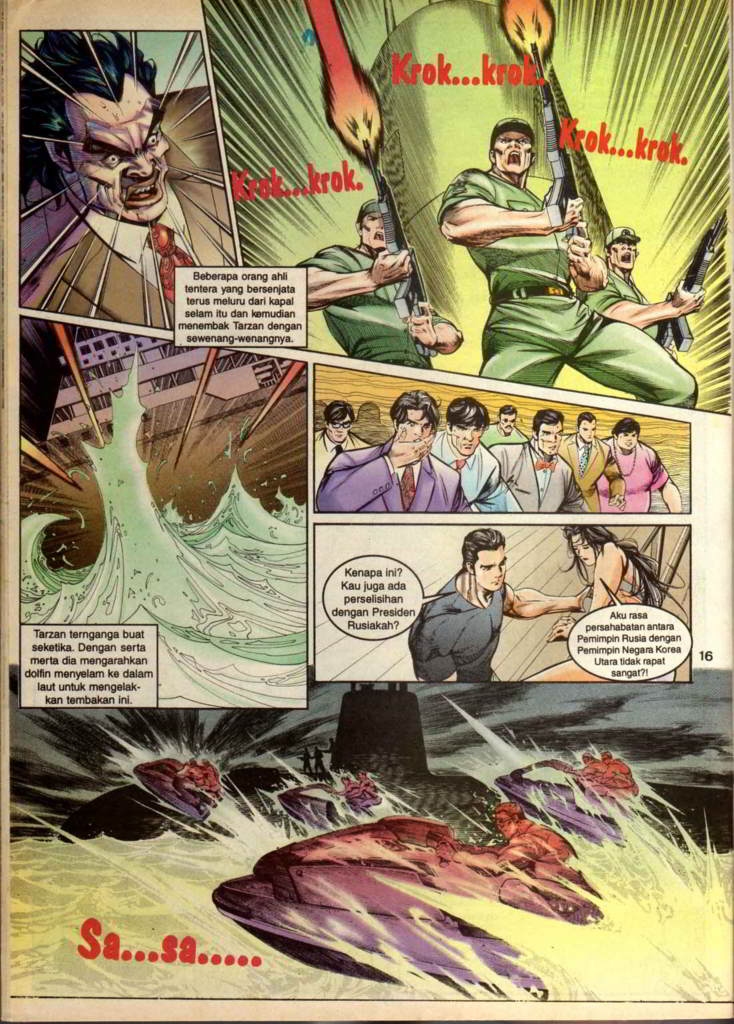 Krok...krok.
Krok...krok.
Krok...krok.
Beberapa orang ahli
tentera yang bersenjata
terus meluru dari kapal
selam itu dan kemudian
menembak Tarzan dengan
sewenang-wenangnya.
Kenapa ini?
Kau juga ada
perselisihan
dengan Presiden
Rusiakah?
Aku rasa
persahabatan antara
Pemimpin Rusia dengan
Pemimpin Negara Korea
Utara tidak rapat
sangat?!
Tarzan ternganga buat
seketika. Dengan serta
merta dia mengarahkan
dolfin menyelam ke dalam
laut untuk mengelak-
kan tembakan ini.
16
Sa...sa.....